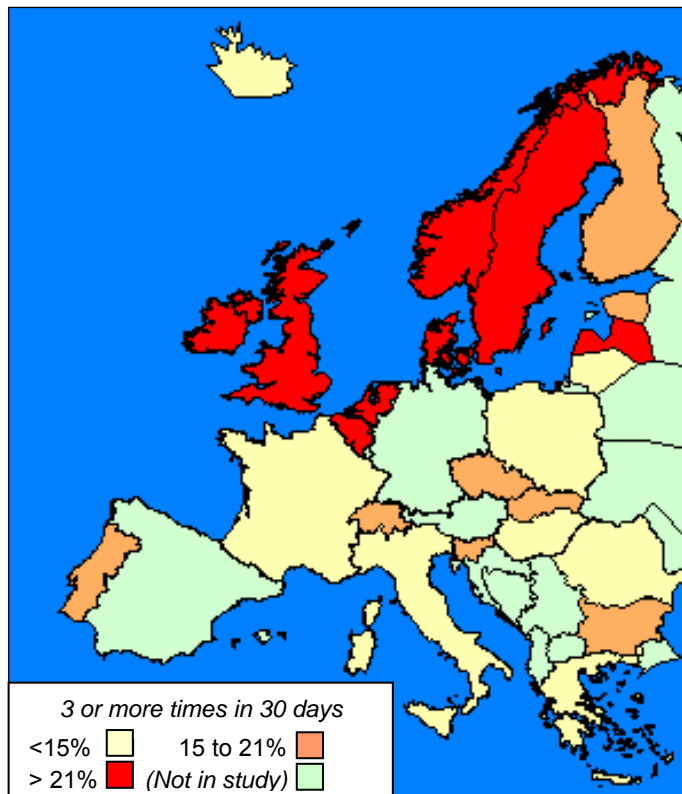 3 or more times in 30 days
<15% 15 to 21%
> 21% (Not in study)